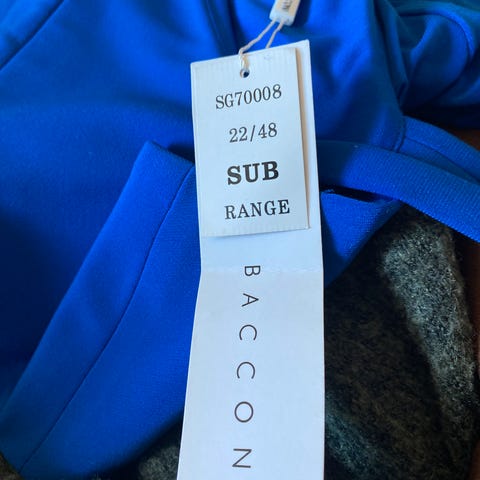 SG70008
22/48
SUB
RANGE
BACCON